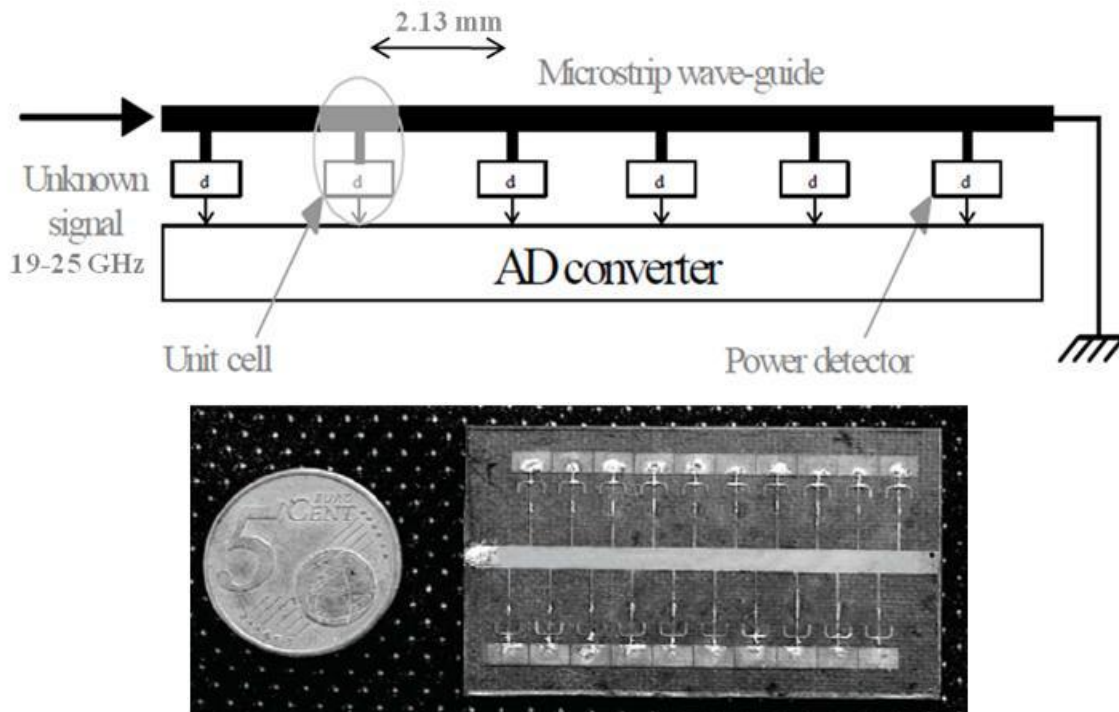 2.13 mm
Microstrip wave-guide
Unknown
signal
19-25 GHz
d
d
d
d
d
d
AD converter
Unit cell
Power detector
5
EURO
CENT